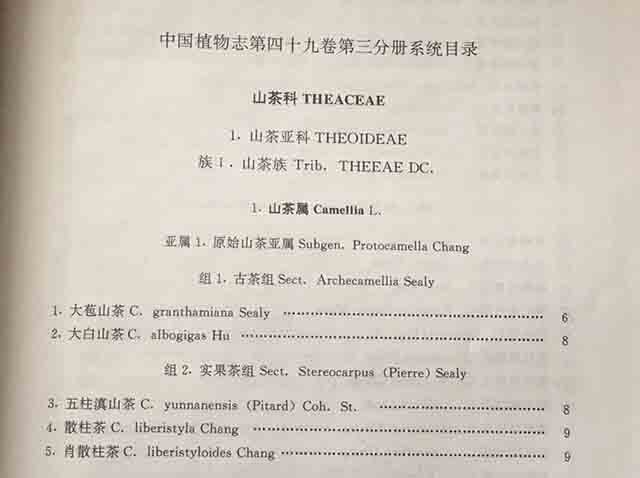 中国植物志第四十九卷第三分册系统目录
山茶科 THEACEAE
1. 山茶亚科 THEOIDEAE
族Ⅰ. 山茶族 Trib. THEEAE DC.
1. 山茶属 Camellia L.
亚属 1. 原始山茶亚属 Subgen. Protocamella Chang
组 1. 古茶组 Sect. Archecamellia Sealy
1. 大苞山茶 C. granthamiana Sealy ……………………………………………… 6
2. 大白山茶 C. albogigas Hu ……………………………………………………… 8
组 2. 实果茶组 Sect. Stereocarpus (Pierre) Sealy
3. 五柱滇山茶 C. yunnanensis (Pitard) Coh. St. …………………………… 8
4. 散柱茶 C. liberistyla Chang …………………………………………………… 9
5. 肖散柱茶 C. liberistyloides Chang …………………………………………… 9